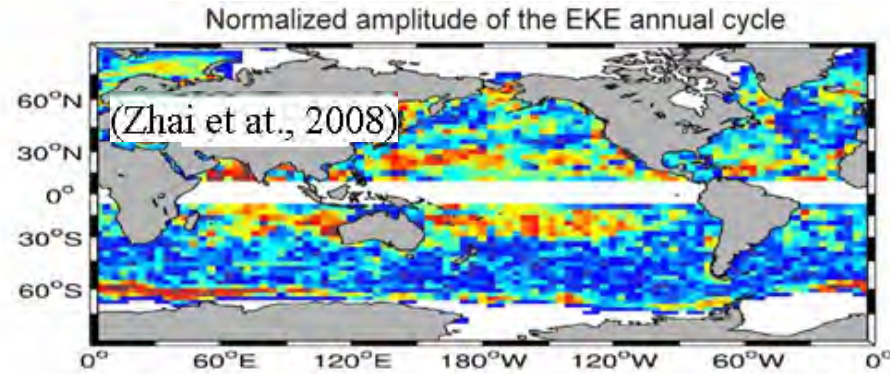 Normalized amplitude of the EKE annual cycle
60°N
(Zhai et at., 2008)
30°N
0°
30°S
60°S
0° 60°E 120°E 180°W 120°W 60°W 0°